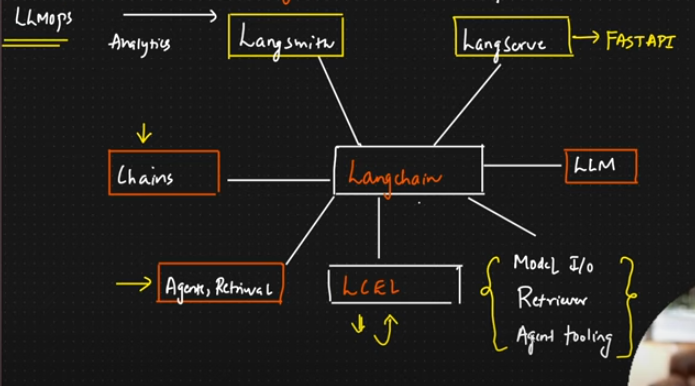 LLMops
Analytics
Langsmith
Langserve
FASTAPI
Chains
Langchain
LLM
Agents, Retrival
LCEL
Model I/o
Retriever
Agent tooling